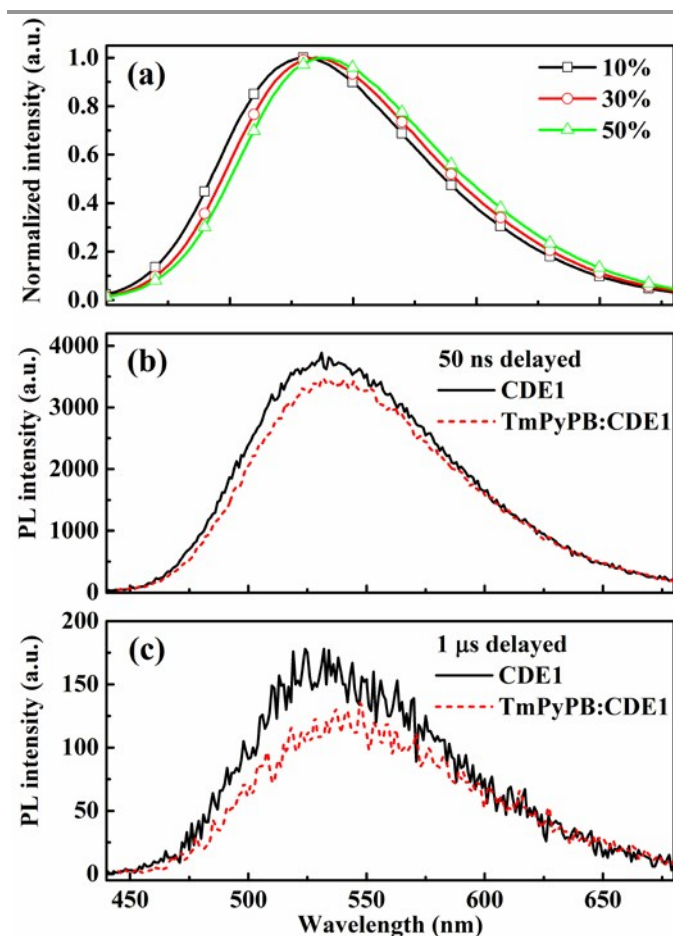 Normalized intensity (a.u.)
1.0
0.8
0.6
0.4
0.2
0.0
(a)
10%
30%
50%
PL intensity (a.u.)
4000
3000
2000
1000
0
(b)
50 ns delayed
CDE1
TmPyPB:CDE1
PL intensity (a.u.)
200
150
100
50
0
(c)
1 μs delayed
CDE1
TmPyPB:CDE1
450 500 550 600 650
Wavelength (nm)